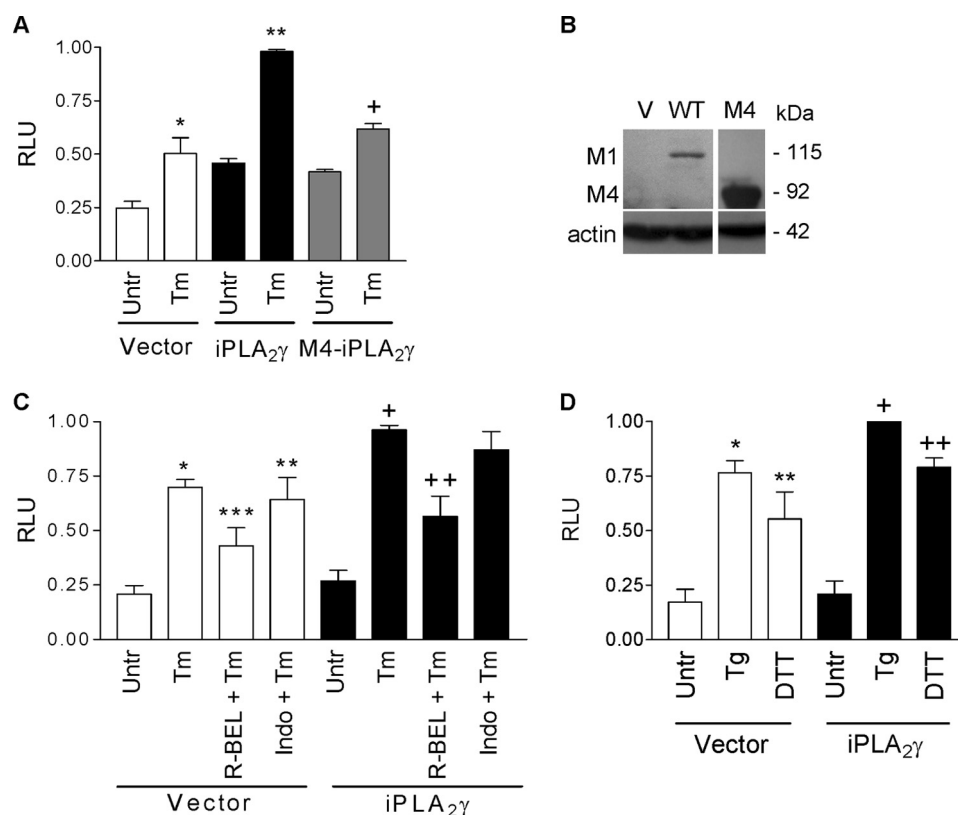 A
1.00
0.75
0.50
0.25
0.00
RLU
*
**
+
Untr
Tm
Untr
Tm
Untr
Tm
Vector
iPLA₂γ
M4-iPLA₂γ
B
V WT M4 kDa
M1 - 115
M4 - 92
actin - 42
C
1.00
0.75
0.50
0.25
0.00
RLU
*
***
**
+
++
Untr
Tm
R-BEL + Tm
Indo + Tm
Untr
Tm
R-BEL + Tm
Indo + Tm
Vector
iPLA₂γ
D
1.00
0.75
0.50
0.25
0.00
RLU
*
**
+
++
Untr
Tg
DTT
Untr
Tg
DTT
Vector
iPLA₂γ